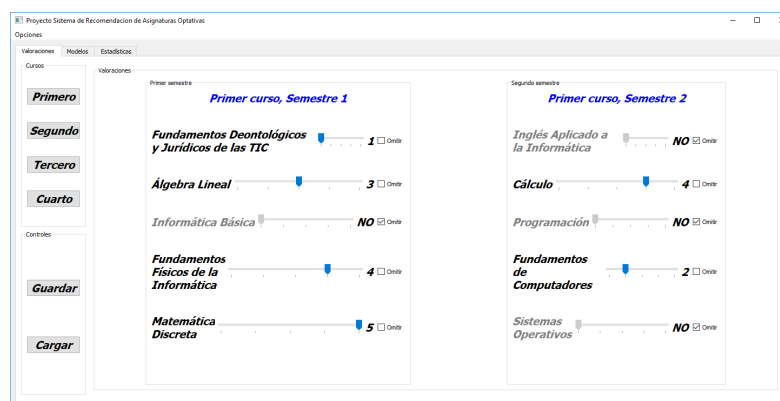 Proyecto Sistema de Recomendacion de Asignaturas Optativas
Opciones
Valoraciones Modelos Estadísticas
Cursos
Primero
Segundo
Tercero
Cuarto
Controles
Guardar
Cargar
Valoraciones
Primer semestre
Primer curso, Semestre 1
Fundamentos Deontológicos
y Jurídicos de las TIC
1 Omitir
Álgebra Lineal 3 Omitir
Informática Básica NO Omitir
Fundamentos
Físicos de la
Informática
4 Omitir
Matemática
Discreta
5 Omitir
Segundo semestre
Primer curso, Semestre 2
Inglés Aplicado a
la Informática
NO Omitir
Cálculo 4 Omitir
Programación NO Omitir
Fundamentos
de
Computadores
2 Omitir
Sistemas
Operativos
NO Omitir